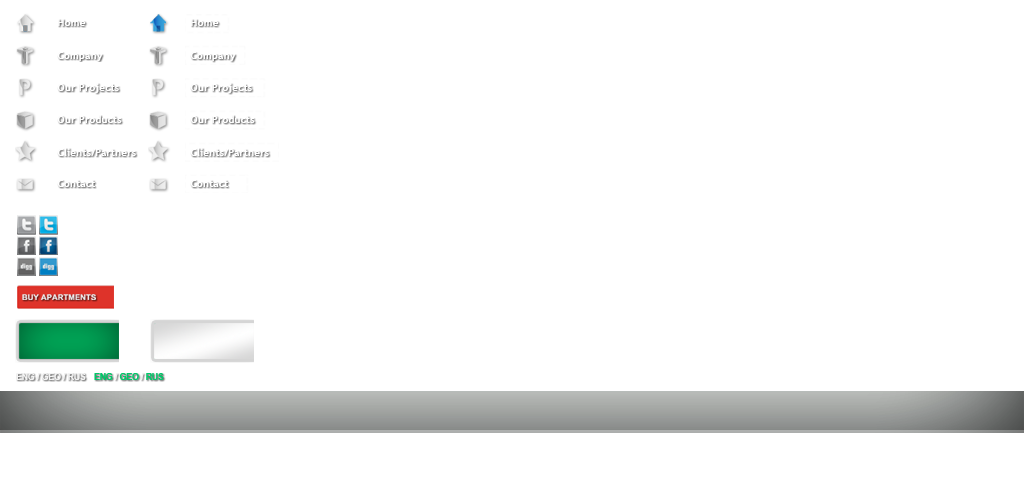 Home Home
Company Company
Our Projects Our Projects
Our Products Our Products
Clients/Partners Clients/Partners
Contact Contact
digg digg
BUY APARTMENTS
ENG / GEO / RUS ENG / GEO / RUS